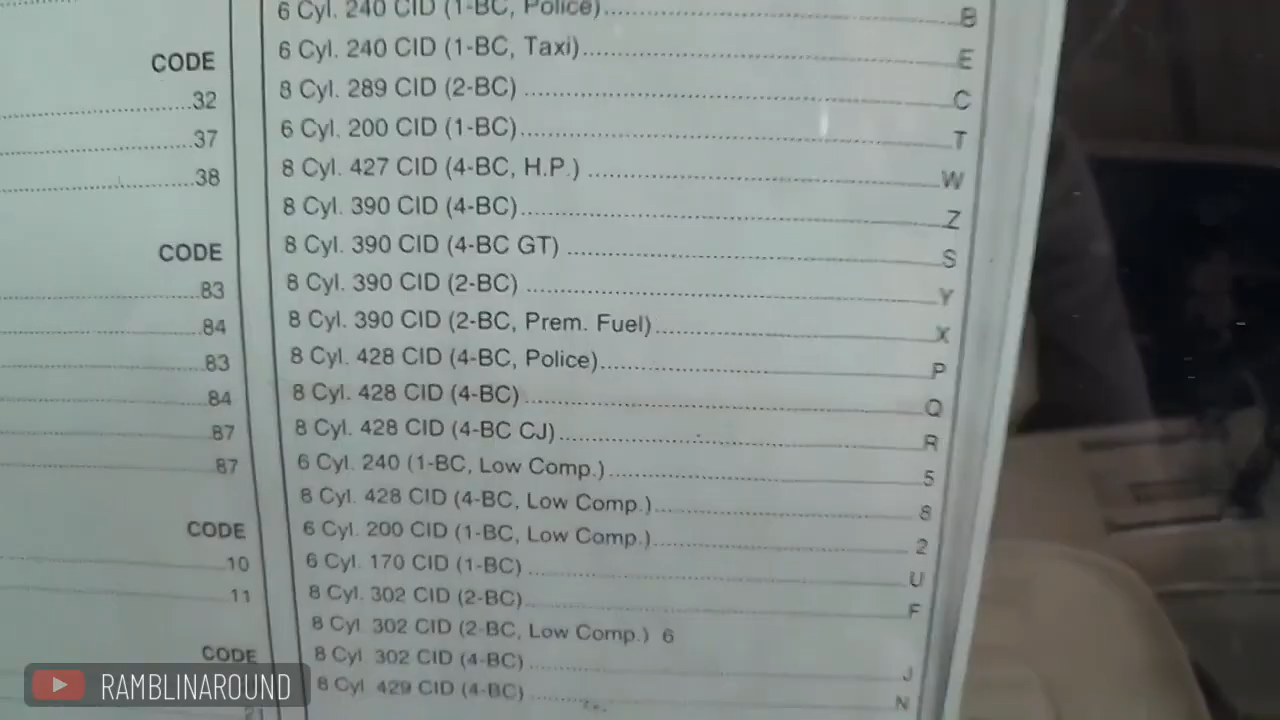 CODE
32
37
38
CODE
83
84
83
84
87
87
CODE
10
11
CODE
6 Cyl. 240 CID (1-BC, Police) B
6 Cyl. 240 CID (1-BC, Taxi) E
8 Cyl. 289 CID (2-BC) C
6 Cyl. 200 CID (1-BC) T
8 Cyl. 427 CID (4-BC, H.P.) W
8 Cyl. 390 CID (4-BC) Z
8 Cyl. 390 CID (4-BC GT) S
8 Cyl. 390 CID (2-BC) Y
8 Cyl. 390 CID (2-BC, Prem. Fuel) X
8 Cyl. 428 CID (4-BC, Police) P
8 Cyl. 428 CID (4-BC) Q
8 Cyl. 428 CID (4-BC CJ) R
6 Cyl. 240 (1-BC, Low Comp.) 5
8 Cyl. 428 CID (4-BC, Low Comp.) 8
6 Cyl. 200 CID (1-BC, Low Comp.) 2
6 Cyl. 170 CID (1-BC) U
8 Cyl. 302 CID (2-BC) F
8 Cyl. 302 CID (2-BC, Low Comp.) 6
8 Cyl. 302 CID (4-BC) J
8 Cyl. 429 CID (4-BC) N
RAMBLINAROUND